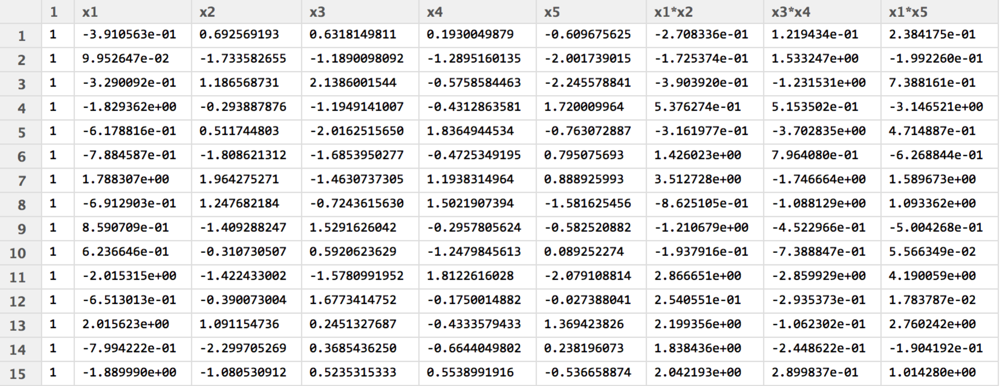 1 x1 x2 x3 x4 x5 x1*x2 x3*x4 x1*x5
1 1 -3.910563e-01 0.692569193 0.6318149811 0.1930049879 -0.609675625 -2.708336e-01 1.219434e-01 2.384175e-01
2 1 9.952647e-02 -1.733582655 -1.1890098092 -1.2895160135 -2.001739015 -1.725374e-01 1.533247e+00 -1.992260e-01
3 1 -3.290092e-01 1.186568731 2.1386001544 -0.5758584463 -2.245578841 -3.903920e-01 -1.231531e+00 7.388161e-01
4 1 -1.829362e+00 -0.293887876 -1.1949141007 -0.4312863581 1.720009964 5.376274e-01 5.153502e-01 -3.146521e+00
5 1 -6.178816e-01 0.511744803 -2.0162515650 1.8364944534 -0.763072887 -3.161977e-01 -3.702835e+00 4.714887e-01
6 1 -7.884587e-01 -1.808621312 -1.6853950277 -0.4725349195 0.795075693 1.426023e+00 7.964080e-01 -6.268844e-01
7 1 1.788307e+00 1.964275271 -1.4630737305 1.1938314964 0.888925993 3.512728e+00 -1.746664e+00 1.589673e+00
8 1 -6.912903e-01 1.247682184 -0.7243615630 1.5021907394 -1.581625456 -8.625105e-01 -1.088129e+00 1.093362e+00
9 1 8.590709e-01 -1.409288247 1.5291626042 -0.2957805624 -0.582520882 -1.210679e+00 -4.522966e-01 -5.004268e-01
10 1 6.236646e-01 -0.310730507 0.5920623629 -1.2479845613 0.089252274 -1.937916e-01 -7.388847e-01 5.566349e-02
11 1 -2.015315e+00 -1.422433002 -1.5780991952 1.8122616028 -2.079108814 2.866651e+00 -2.859929e+00 4.190059e+00
12 1 -6.513013e-01 -0.390073004 1.6773414752 -0.1750014882 -0.027388041 2.540551e-01 -2.935373e-01 1.783787e-02
13 1 2.015623e+00 1.091154736 0.2451327687 -0.4333579433 1.369423826 2.199356e+00 -1.062302e-01 2.760242e+00
14 1 -7.994222e-01 -2.299705269 0.3685436250 -0.6644049802 0.238196073 1.838436e+00 -2.448622e-01 -1.904192e-01
15 1 -1.889990e+00 -1.080530912 0.5235315333 0.5538991916 -0.536658874 2.042193e+00 2.899837e-01 1.014280e+00